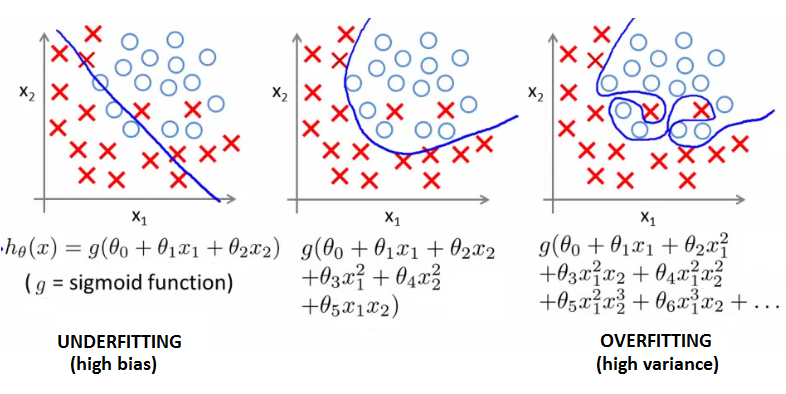 x₂
x₁
x₂
x₁
x₂
x₁
hθ(x) = g(θ₀ + θ₁x₁ + θ₂x₂)
( g = sigmoid function)
g(θ₀ + θ₁x₁ + θ₂x₂
+θ₃x₁² + θ₄x₂²
+θ₅x₁x₂)
g(θ₀ + θ₁x₁ + θ₂x₁²
+θ₃x₁²x₂ + θ₄x₁²x₂²
+θ₅x₁²x₂³ + θ₆x₁³x₂ + ...
UNDERFITTING
(high bias)
OVERFITTING
(high variance)